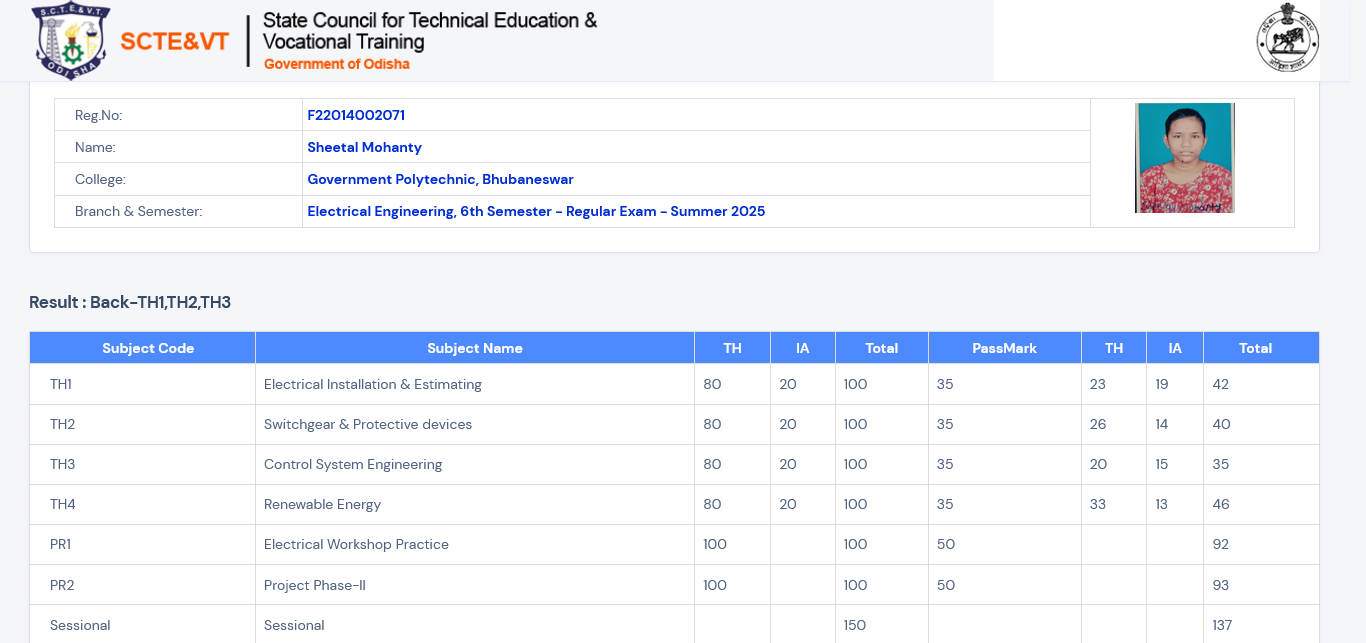 S.C.T.E.& V.T.
ODISHA
SCTE&VT
State Council for Technical Education &
Vocational Training
Government of Odisha
Reg.No: F22014002071
Name: Sheetal Mohanty
College: Government Polytechnic, Bhubaneswar
Branch & Semester: Electrical Engineering, 6th Semester - Regular Exam - Summer 2025
Result : Back-TH1,TH2,TH3
Subject Code Subject Name TH IA Total PassMark TH IA Total
TH1 Electrical Installation & Estimating 80 20 100 35 23 19 42
TH2 Switchgear & Protective devices 80 20 100 35 26 14 40
TH3 Control System Engineering 80 20 100 35 20 15 35
TH4 Renewable Energy 80 20 100 35 33 13 46
PR1 Electrical Workshop Practice 100 100 50 92
PR2 Project Phase-II 100 100 50 93
Sessional Sessional 150 137